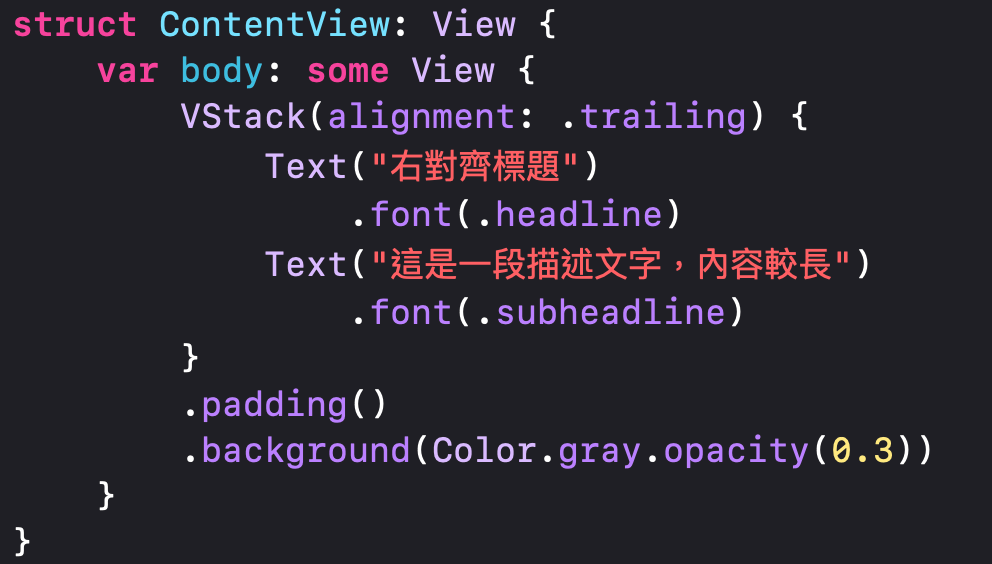 struct ContentView: View {
    var body: some View {
        VStack(alignment: .trailing) {
            Text("右對齊標題")
                .font(.headline)
            Text("這是一段描述文字，內容較長")
                .font(.subheadline)
        }
        .padding()
        .background(Color.gray.opacity(0.3))
    }
}